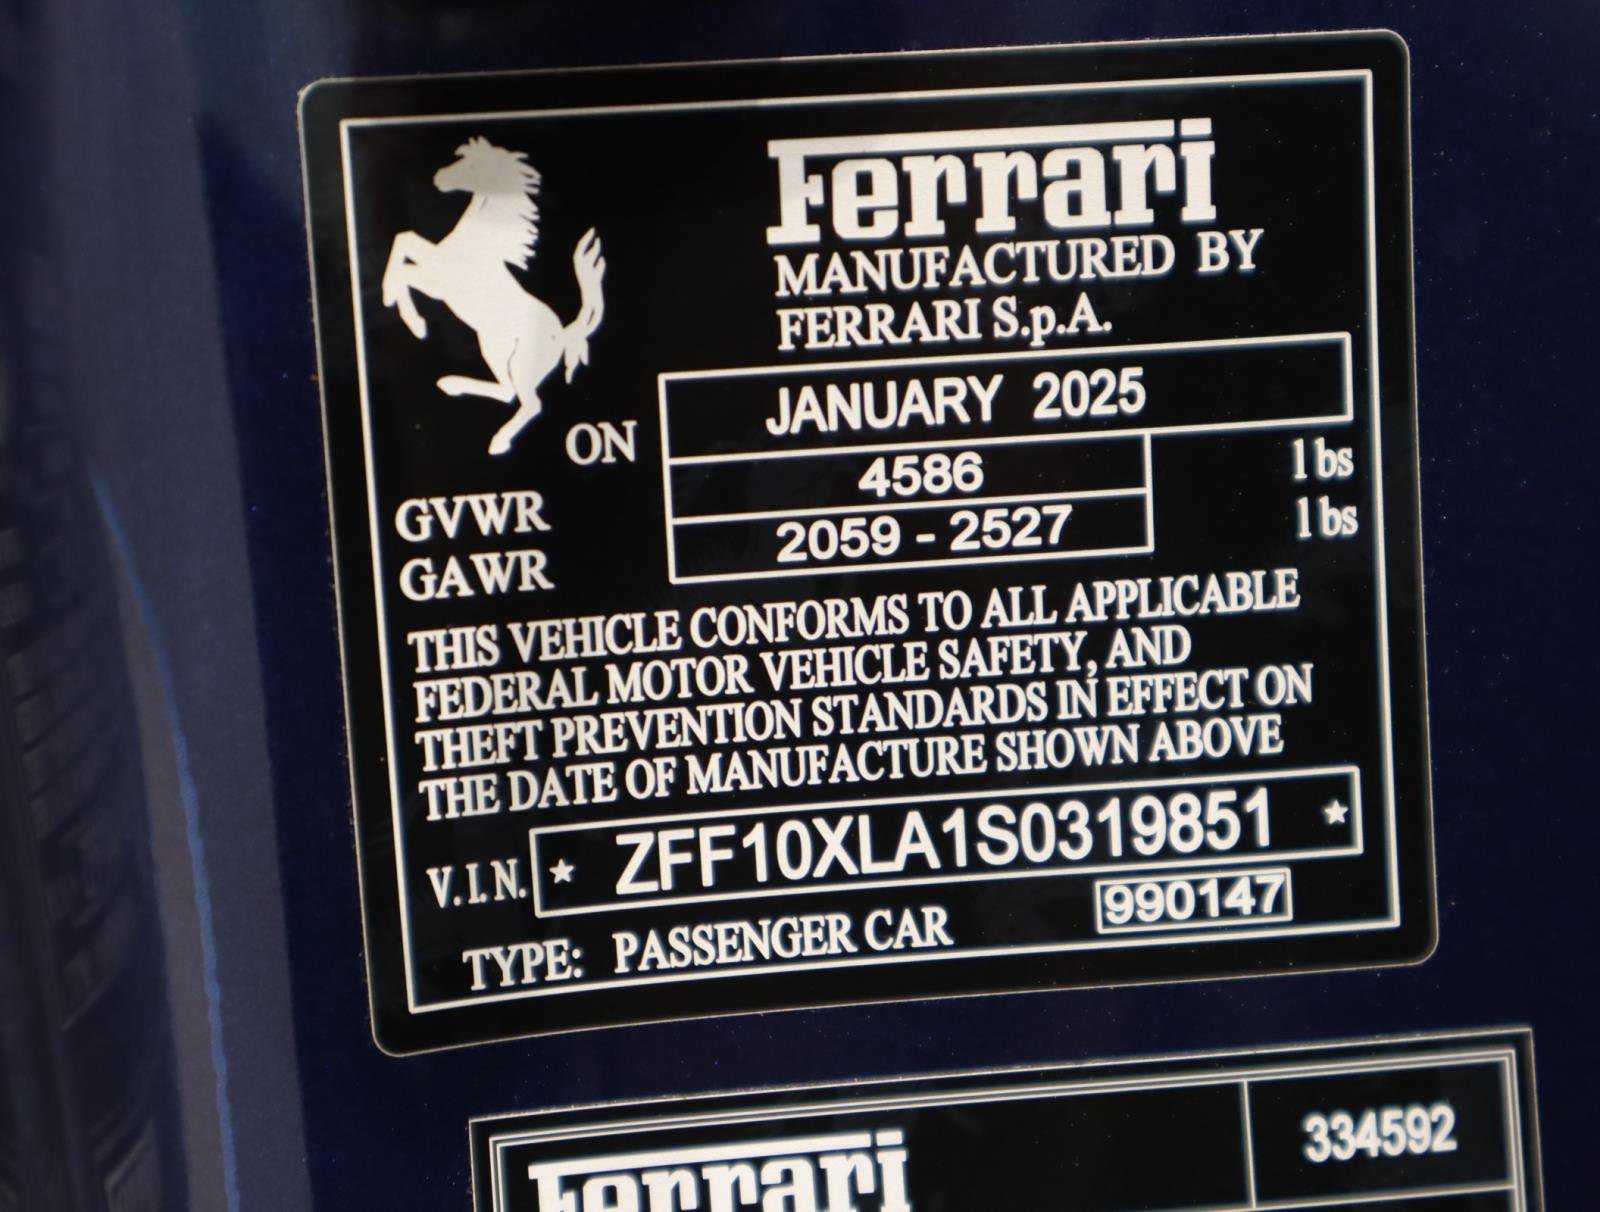 Ferrari
MANUFACTURED BY
FERRARI S.p.A.
ON JANUARY 2025
GVWR 4586 lbs
GAWR 2059 - 2527 lbs
THIS VEHICLE CONFORMS TO ALL APPLICABLE
FEDERAL MOTOR VEHICLE SAFETY, AND
THEFT PREVENTION STANDARDS IN EFFECT ON
THE DATE OF MANUFACTURE SHOWN ABOVE
V.I.N. ★ ZFF10XLA1S0319851 ★
TYPE: PASSENGER CAR 990147
334592
Ferrari